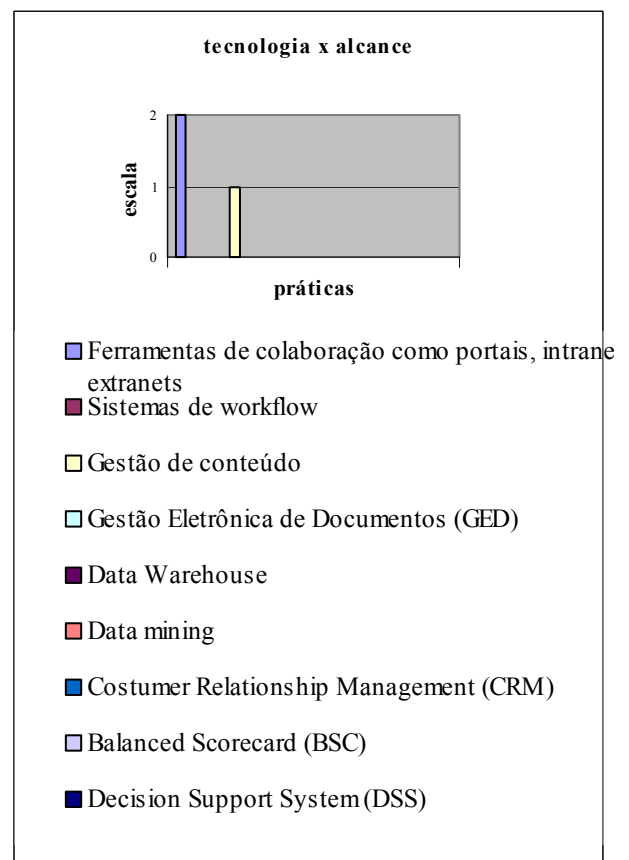 tecnologia x alcance
2
1
0
escala
práticas
Ferramentas de colaboração como portais, intrane
extranets
Sistemas de workflow
Gestão de conteúdo
Gestão Eletrônica de Documentos (GED)
Data Warehouse
Data mining
Costumer Relationship Management (CRM)
Balanced Scorecard (BSC)
Decision Support System (DSS)